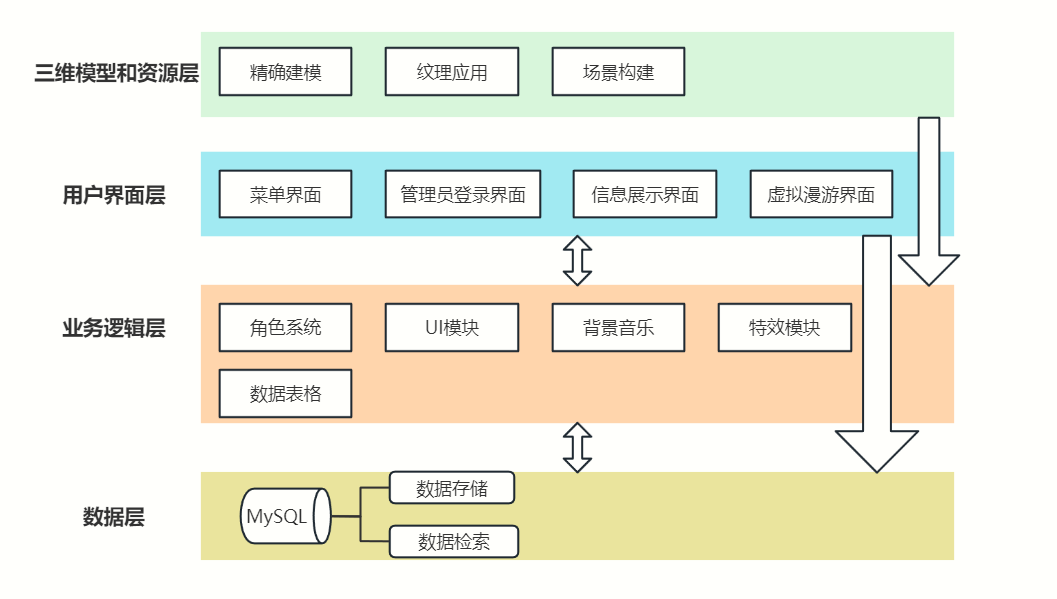 三维模型和资源层
精确建模
纹理应用
场景构建
用户界面层
菜单界面
管理员登录界面
信息展示界面
虚拟漫游界面
业务逻辑层
角色系统
UI模块
背景音乐
特效模块
数据表格
数据层
MySQL
数据存储
数据检索